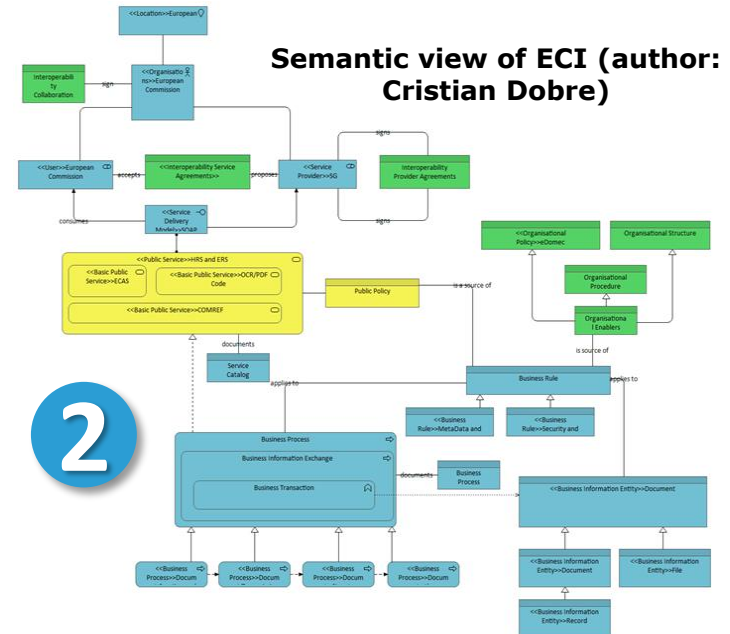 Semantic view of ECI (author:
Cristian Dobre)
<<Location>>European
Interoperabili
ty
Collaboration
sign
<<Organisatio
ns>>European
Commission
signs
<<User>>European
Commission
accepts
<<Interoperability Service
Agreements>>
proposes
<<Service
Provider>>SG
Interoperability
Provider Agreements
consumes
<<Service
Delivery
Model>>SOAP
signs
<<Organisational
Policy>>eDomec
Organisational Structure
<<Public Service>>HRS and ERS
<<Basic Public
Service>>ECAS
<<Basic Public Service>>OCR/PDF
Code
<<Basic Public Service>>COMREF
Public Policy
is a source of
Organisational
Procedure
Organisationa
l Enablers
documents
is source of
Service
Catalog
applies to
Business Rule
applies to
<<Business
Rule>>MetaData and
<<Business
Rule>>Security and
2
Business Process
Business Information Exchange
Business Transaction
documents
Business
Process
<<Business Information Entity>>Document
<<Business
Process>>Docum
<<Business
Process>>Docum
<<Business
Process>>Docum
<<Business
Process>>Docum
<<Business Information
Entity>>Document
<<Business Information
Entity>>File
<<Business Information
Entity>>Record